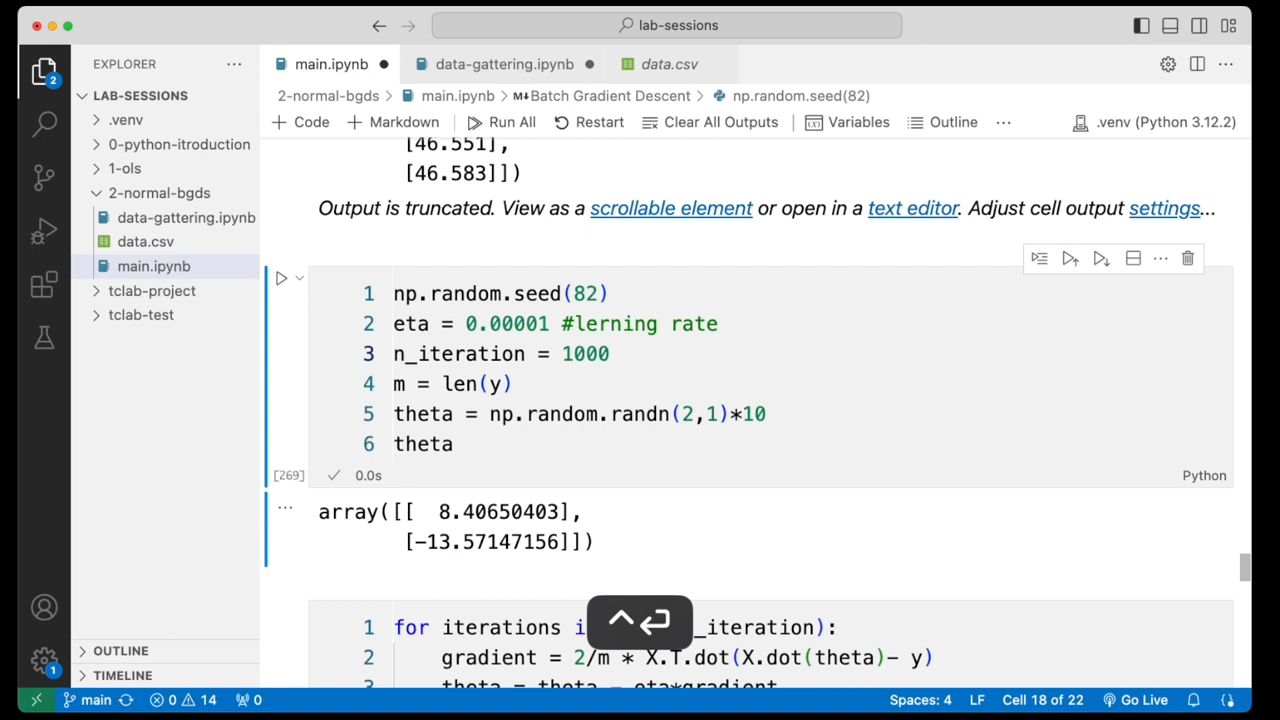 lab-sessions
EXPLORER
main.ipynb
data-gattering.ipynb
data.csv
LAB-SESSIONS
2-normal-bgds > main.ipynb > M↓Batch Gradient Descent > np.random.seed(82)
.venv
Code
Markdown
Run All
Restart
Clear All Outputs
Variables
Outline
.venv (Python 3.12.2)
0-python-itroduction
1-ols
2-normal-bgds
data-gattering.ipynb
data.csv
main.ipynb
tclab-project
tclab-test
[46.551],
[46.583]])
Output is truncated. View as a scrollable element or open in a text editor. Adjust cell output settings...
1 np.random.seed(82)
2 eta = 0.00001 #lerning rate
3 n_iteration = 1000
4 m = len(y)
5 theta = np.random.randn(2,1)*10
6 theta
[269] 0.0s Python
array([[ 8.40650403],
[-13.57147156]])
1 for iterations _iteration):
2 gradient = 2/m * X.T.dot(X.dot(theta)- y)
3 theta = theta - eta*gradient
OUTLINE
TIMELINE
2
1
main 0 14 0 Spaces: 4 LF Cell 18 of 22 Go Live